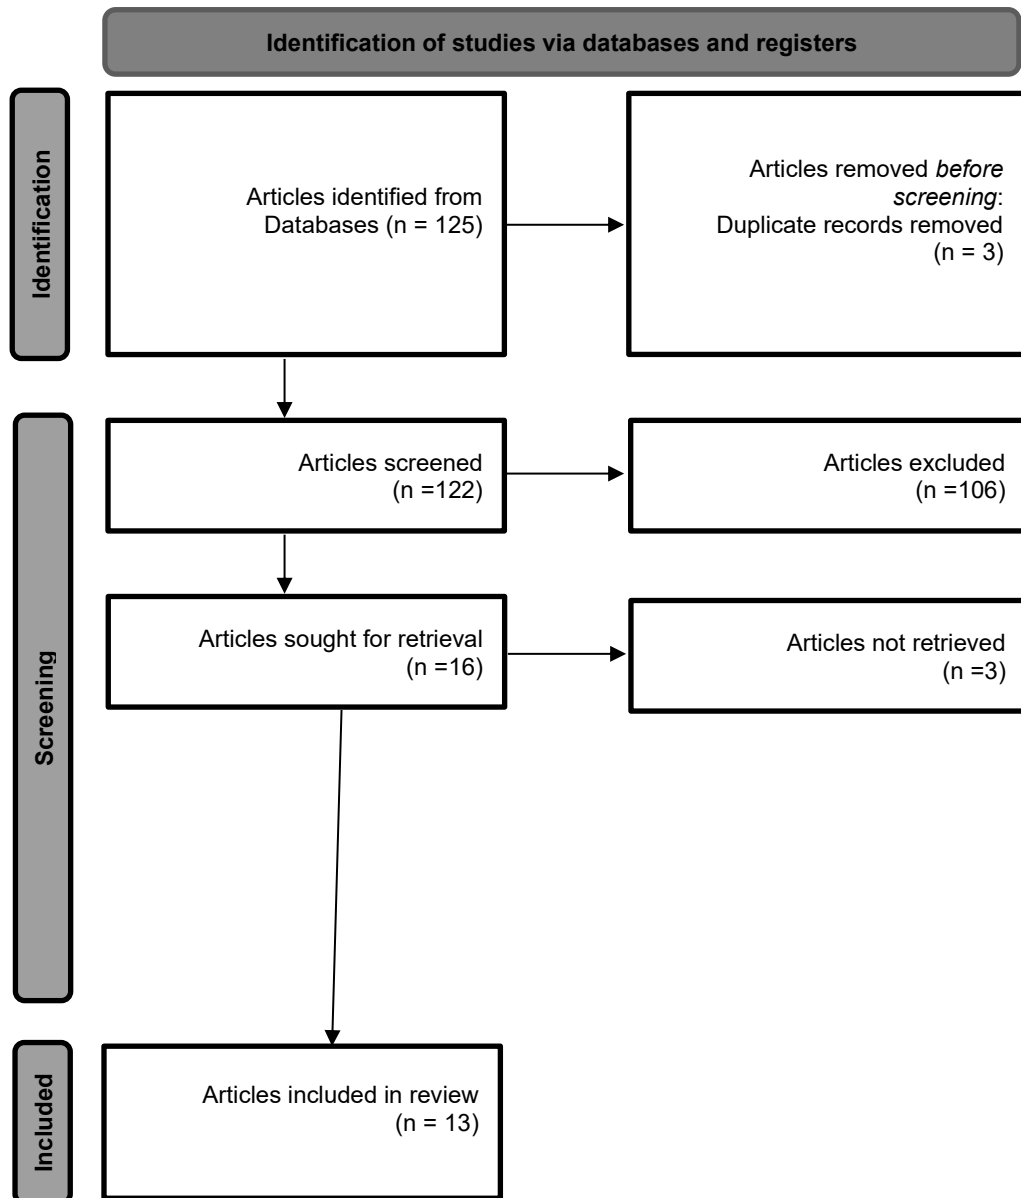 Identification of studies via databases and registers
Identification
Articles identified from
Databases (n = 125)
Articles removed before
screening:
Duplicate records removed
(n = 3)
Screening
Articles screened
(n =122)
Articles excluded
(n =106)
Articles sought for retrieval
(n =16)
Articles not retrieved
(n =3)
Included
Articles included in review
(n = 13)